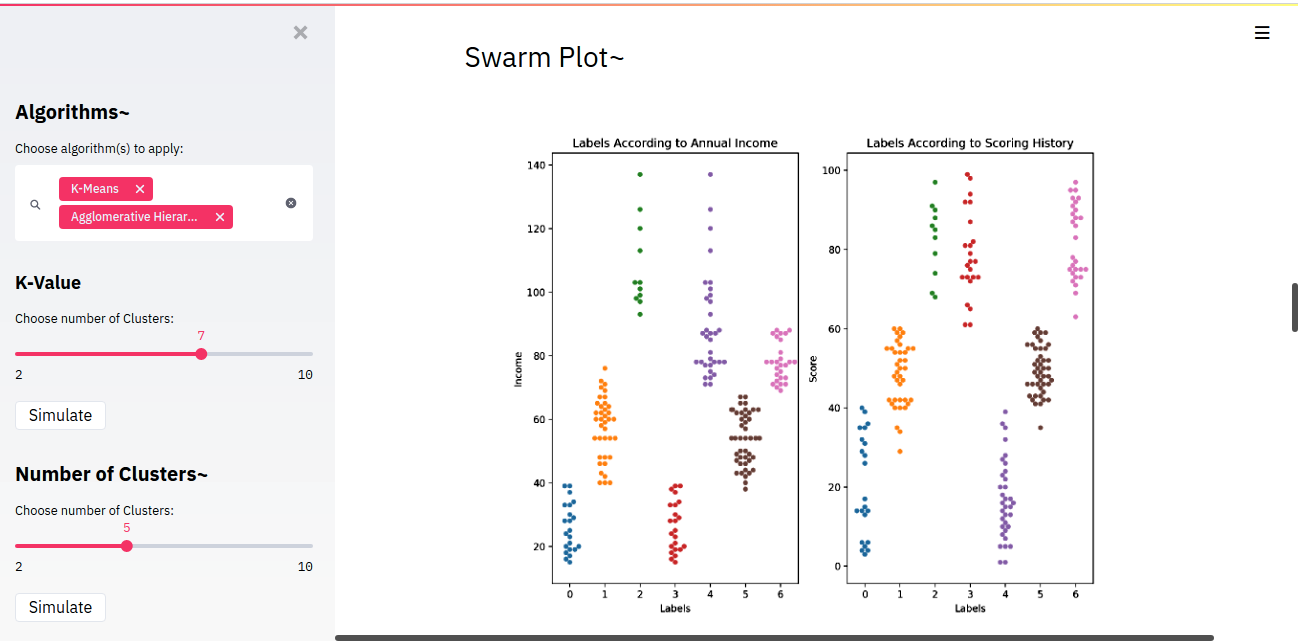 Algorithms~
Choose algorithm(s) to apply:
K-Means
Agglomerative Hierar...
K-Value
Choose number of Clusters:
7
2 10
Simulate
Number of Clusters~
Choose number of Clusters:
5
2 10
Simulate
Swarm Plot~
Labels According to Annual Income
140
120
100
80
60
40
20
Income
0 1 2 3 4 5 6
Labels
Labels According to Scoring History
100
80
60
40
20
0
Score
0 1 2 3 4 5 6
Labels